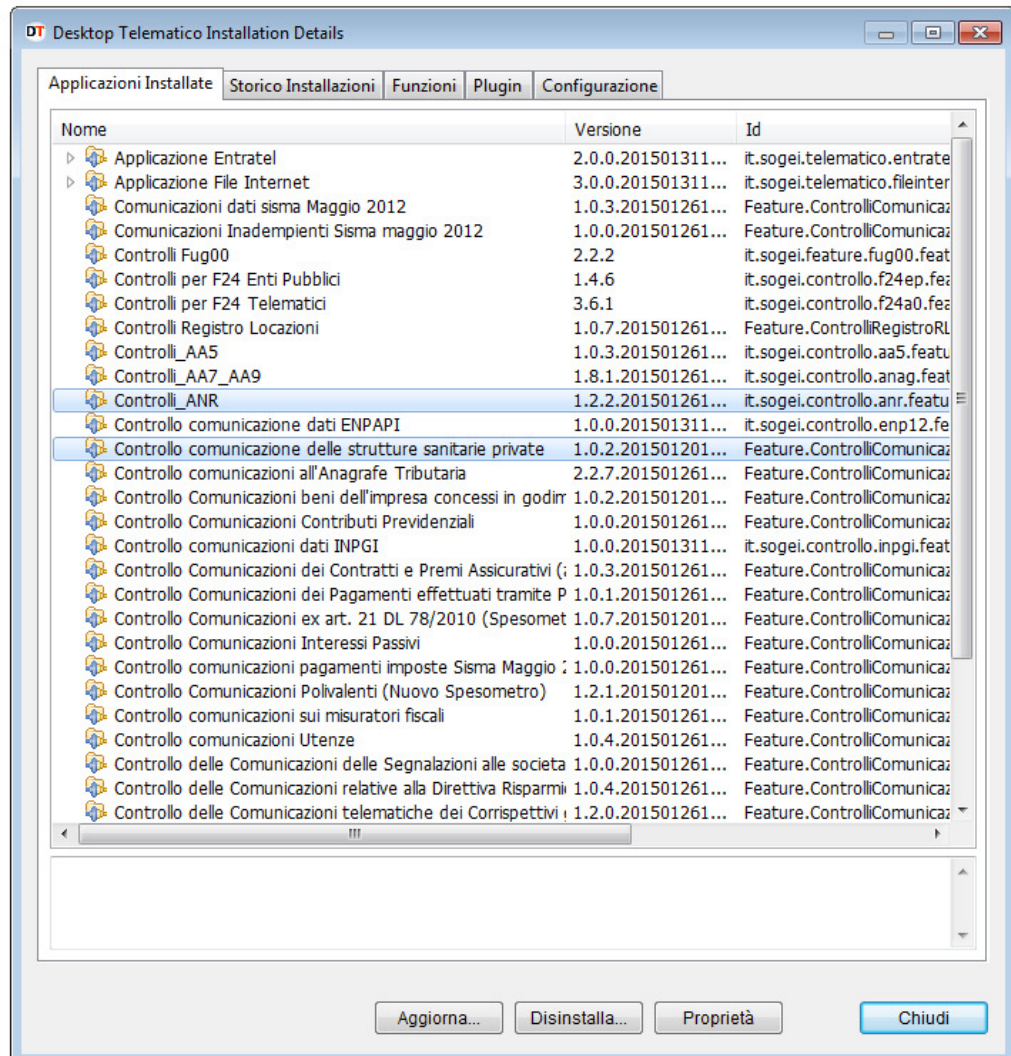 DT Desktop Telematico Installation Details
Applicazioni Installate Storico Installazioni Funzioni Plugin Configurazione
Nome Versione Id
Applicazione Entratel 2.0.0.201501311... it.sogei.telematico.entrate
Applicazione File Internet 3.0.0.201501311... it.sogei.telematico.fileinter
Comunicazioni dati sisma Maggio 2012 1.0.3.201501261... Feature.ControlliComunicaz
Comunicazioni Inadempienti Sisma maggio 2012 1.0.0.201501261... Feature.ControlliComunicaz
Controlli Fug00 2.2.2 it.sogei.feature.fug00.feat
Controlli per F24 Enti Pubblici 1.4.6 it.sogei.controllo.f24ep.fea
Controlli per F24 Telematici 3.6.1 it.sogei.controllo.f24a0.fea
Controlli Registro Locazioni 1.0.7.201501261... Feature.ControlliRegistroRL
Controlli_AA5 1.0.3.201501261... it.sogei.controllo.aa5.featu
Controlli_AA7_AA9 1.8.1.201501261... it.sogei.controllo.anag.feat
Controlli_ANR 1.2.2.201501261... it.sogei.controllo.anr.featu
Controllo comunicazione dati ENPAPI 1.0.0.201501311... it.sogei.controllo.enp12.fe
Controllo comunicazione delle strutture sanitarie private 1.0.2.201501201... Feature.ControlliComunicaz
Controllo comunicazioni all'Anagrafe Tributaria 2.2.7.201501261... Feature.ControlliComunicaz
Controllo Comunicazioni beni dell'impresa concessi in godim 1.0.2.201501201... Feature.ControlliComunicaz
Controllo Comunicazioni Contributi Previdenziali 1.0.0.201501261... Feature.ControlliComunicaz
Controllo comunicazioni dati INPGI 1.0.0.201501311... it.sogei.controllo.inpgi.feat
Controllo Comunicazioni dei Contratti e Premi Assicurativi (a 1.0.3.201501261... Feature.ControlliComunicaz
Controllo Comunicazioni dei Pagamenti effettuati tramite P 1.0.1.201501261... Feature.ControlliComunicaz
Controllo Comunicazioni ex art. 21 DL 78/2010 (Spesomet 1.0.7.201501201... Feature.ControlliComunicaz
Controllo Comunicazioni Interessi Passivi 1.0.0.201501261... Feature.ControlliComunicaz
Controllo comunicazioni pagamenti imposte Sisma Maggio 2 1.0.0.201501261... Feature.ControlliComunicaz
Controllo Comunicazioni Polivalenti (Nuovo Spesometro) 1.2.1.201501201... Feature.ControlliComunicaz
Controllo comunicazioni sui misuratori fiscali 1.0.1.201501261... Feature.ControlliComunicaz
Controllo comunicazioni Utenze 1.0.4.201501261... Feature.ControlliComunicaz
Controllo delle Comunicazioni delle Segnalazioni alle societa 1.0.0.201501261... Feature.ControlliComunicaz
Controllo delle Comunicazioni relative alla Direttiva Risparmi 1.0.4.201501261... Feature.ControlliComunicaz
Controllo delle Comunicazioni telematiche dei Corrispettivi g 1.2.0.201501261... Feature.ControlliComunicaz
Aggiorna... Disinstalla... Proprietà Chiudi